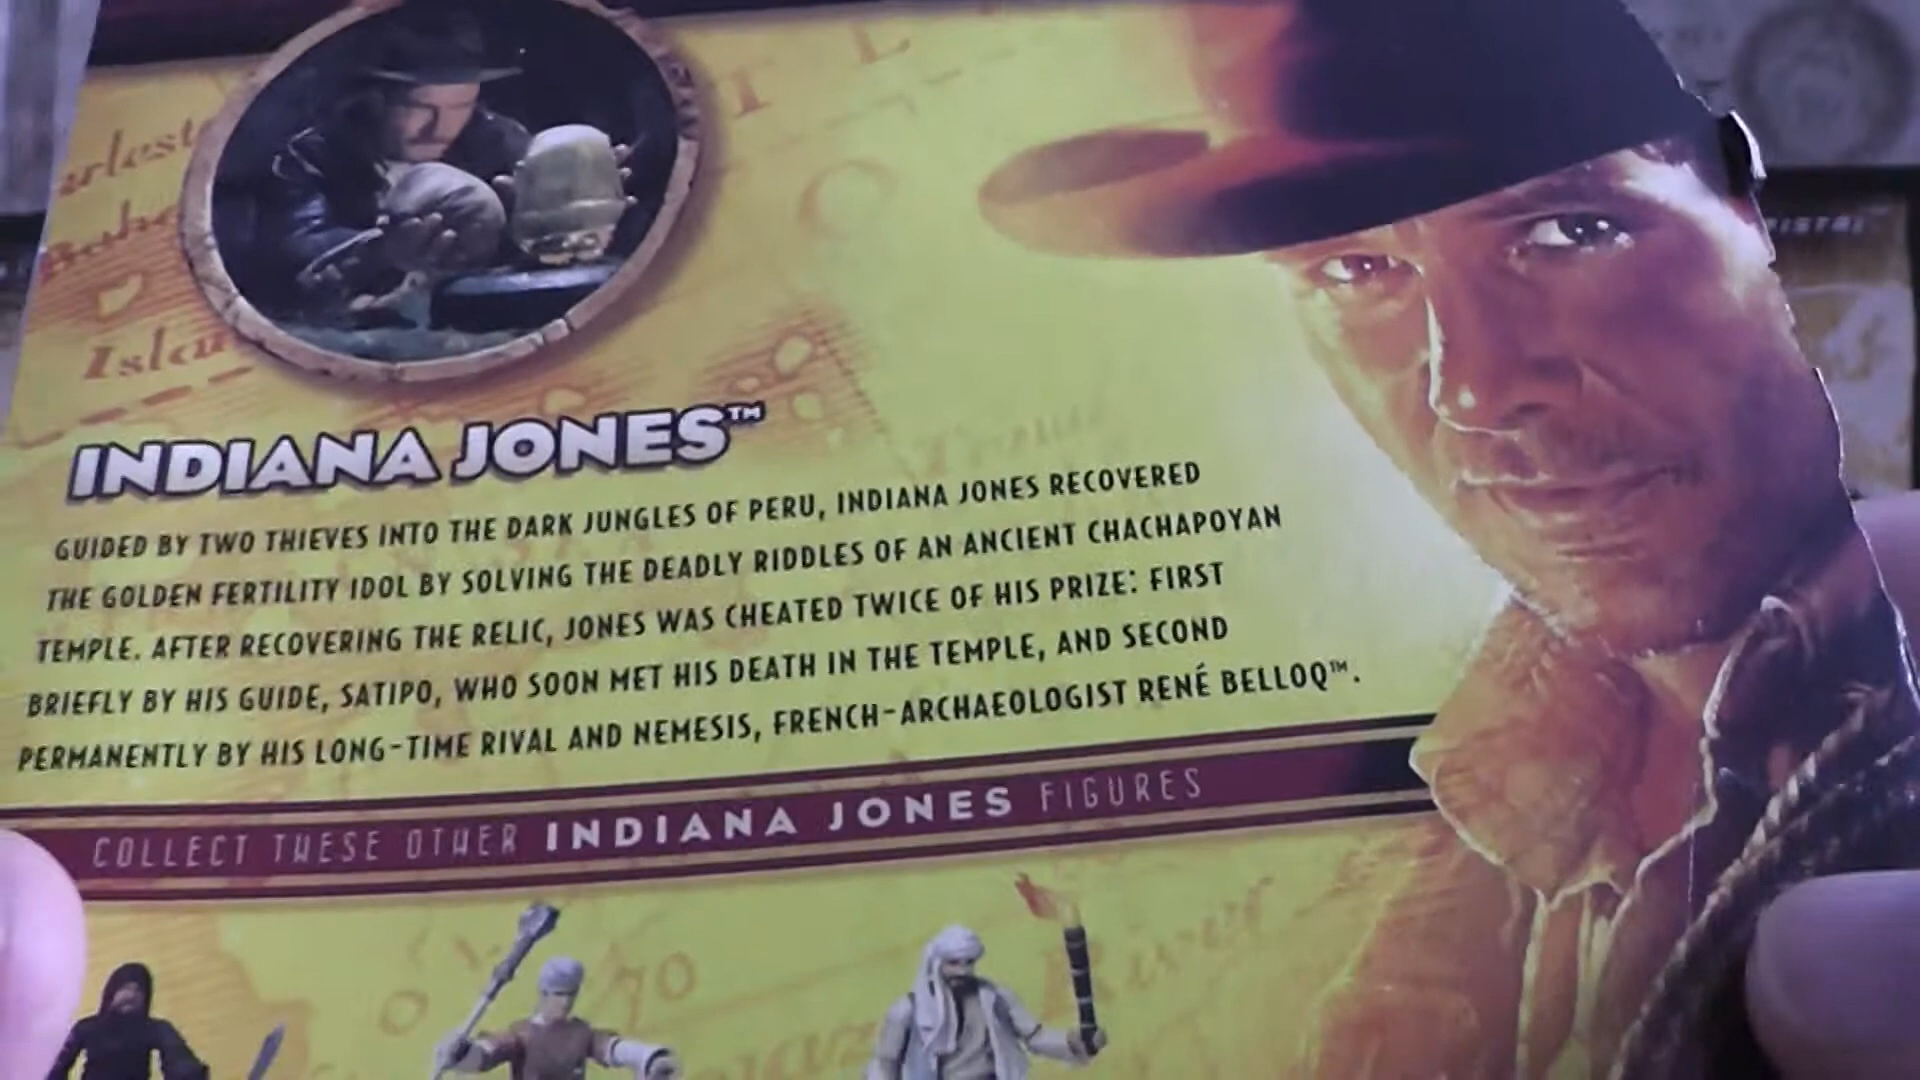 INDIANA JONES™
GUIDED BY TWO THIEVES INTO THE DARK JUNGLES OF PERU, INDIANA JONES RECOVERED
THE GOLDEN FERTILITY IDOL BY SOLVING THE DEADLY RIDDLES OF AN ANCIENT CHACHAPOYAN
TEMPLE. AFTER RECOVERING THE RELIC, JONES WAS CHEATED TWICE OF HIS PRIZE: FIRST
BRIEFLY BY HIS GUIDE, SATIPO, WHO SOON MET HIS DEATH IN THE TEMPLE, AND SECOND
PERMANENTLY BY HIS LONG-TIME RIVAL AND NEMESIS, FRENCH-ARCHAEOLOGIST RENÉ BELLOQ™.
COLLECT THESE OTHER INDIANA JONES FIGURES
70
River